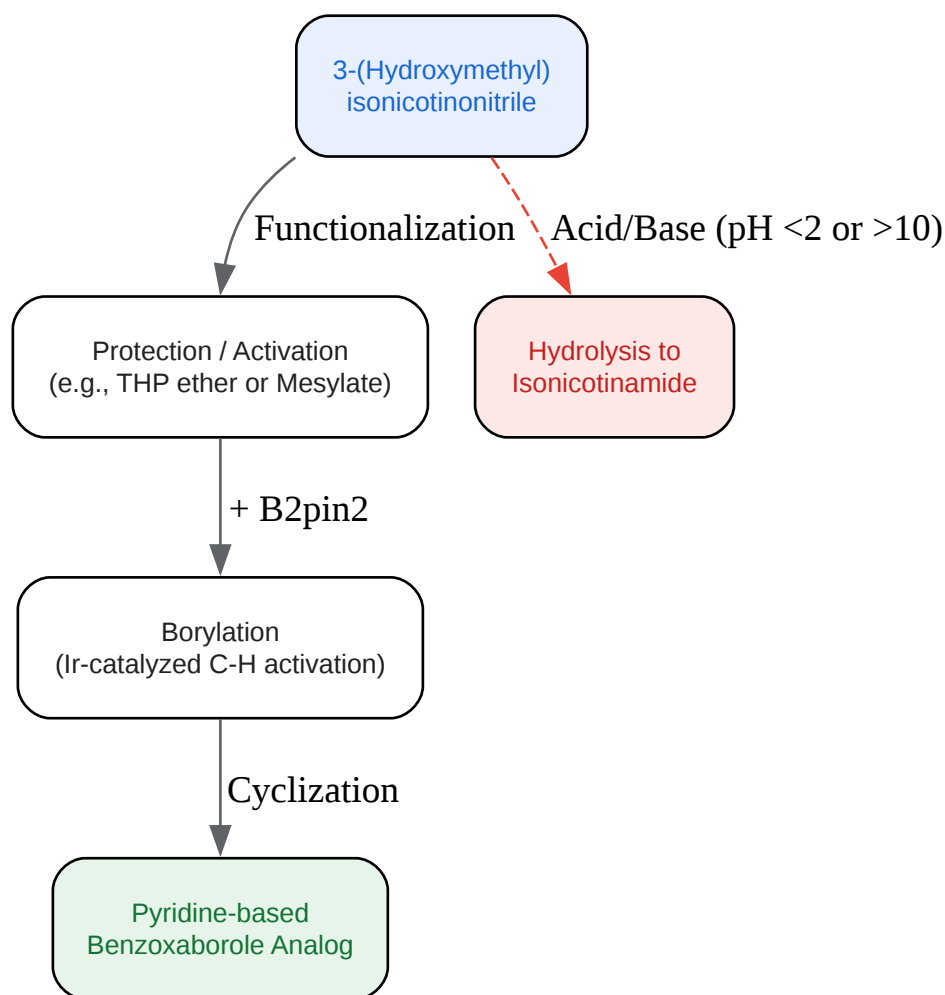 3-(Hydroxymethyl)
isonicotinonitrile
Functionalization
Acid/Base (pH <2 or >10)
Protection / Activation
(e.g., THP ether or Mesylate)
Hydrolysis to
Isonicotinamide
+ B2pin2
Borylation
(Ir-catalyzed C-H activation)
Cyclization
Pyridine-based
Benzoxaborole Analog